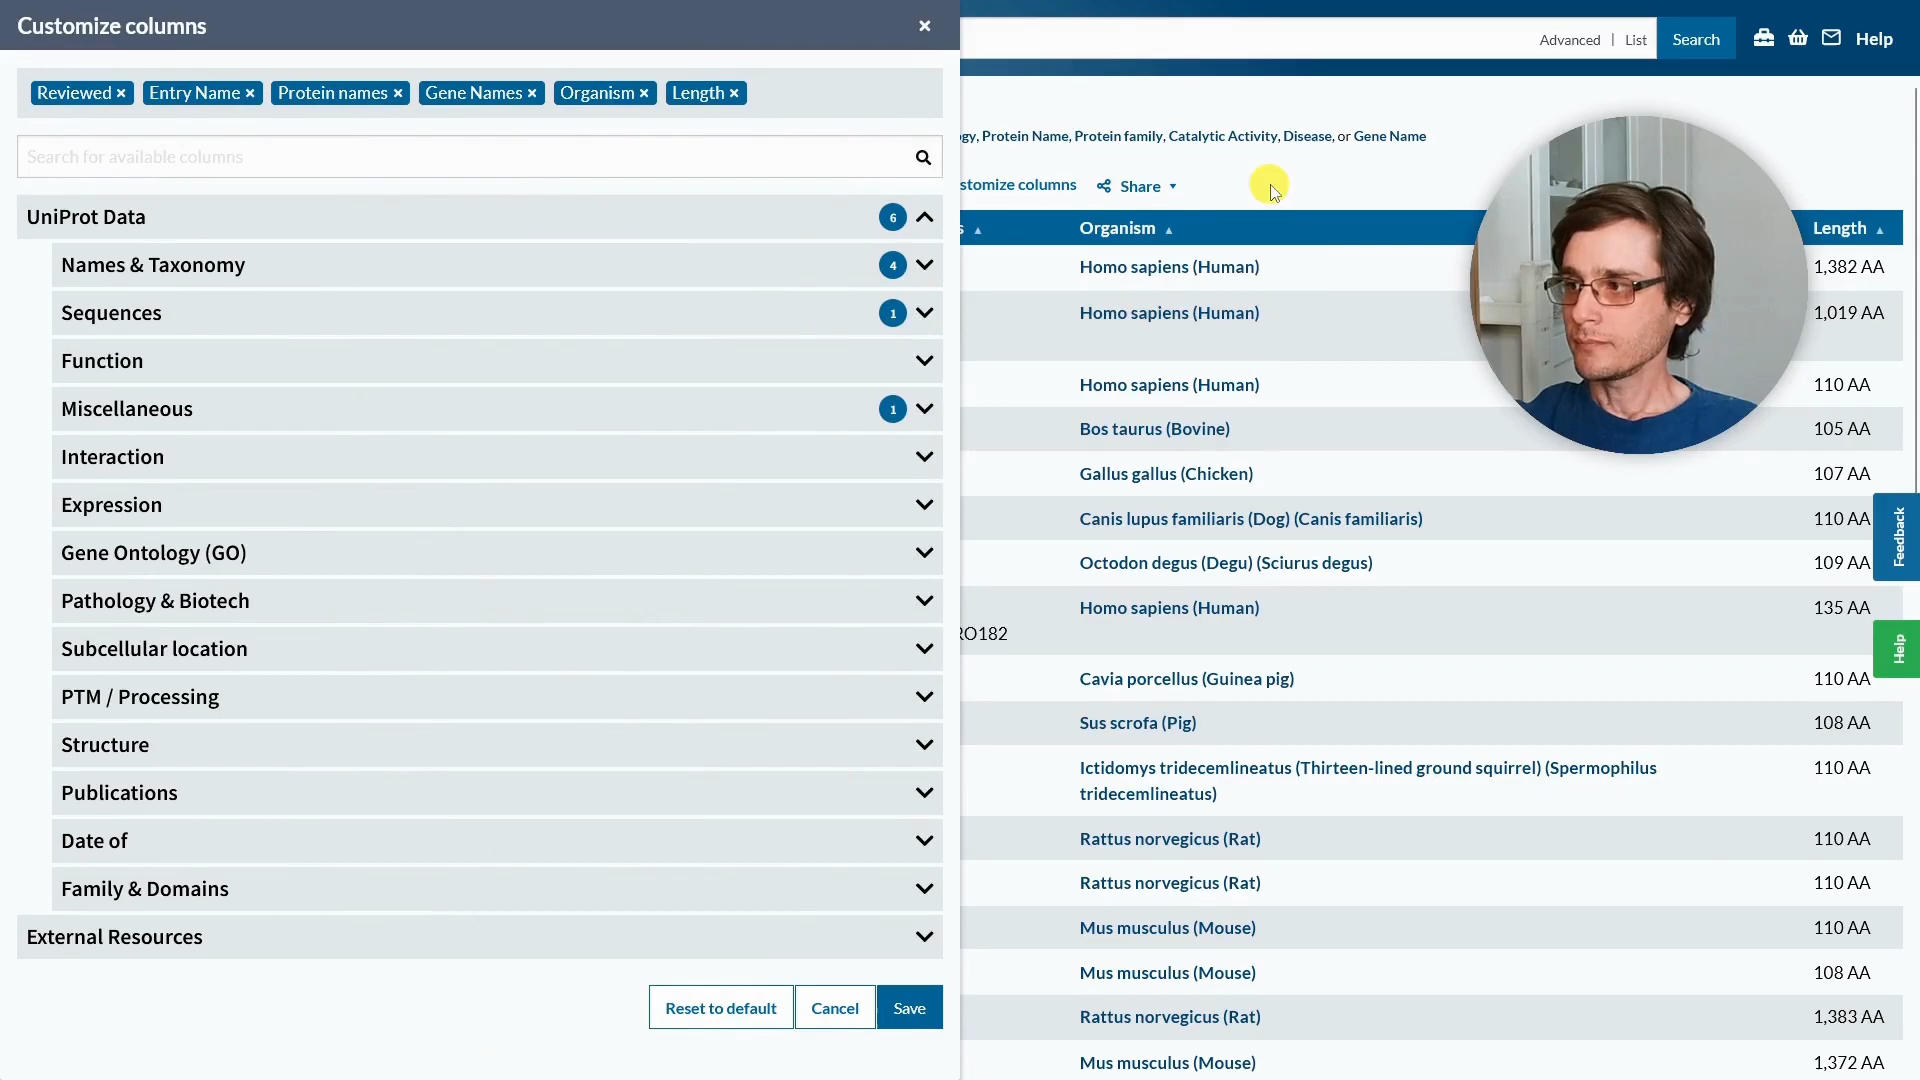 Customize columns
Advanced | List Search Help
Reviewed Entry Name Protein names Gene Names Organism Length
Search for available columns
UniProt Data 6
Names & Taxonomy 4
Sequences 1
Function
Miscellaneous 1
Interaction
Expression
Gene Ontology (GO)
Pathology & Biotech
Subcellular location
PTM / Processing
Structure
Publications
Date of
Family & Domains
External Resources
Reset to default Cancel Save
gy, Protein Name, Protein family, Catalytic Activity, Disease, or Gene Name
stomize columns Share
s Organism Length
Homo sapiens (Human) 1,382 AA
Homo sapiens (Human) 1,019 AA
Homo sapiens (Human) 110 AA
Bos taurus (Bovine) 105 AA
Gallus gallus (Chicken) 107 AA
Canis lupus familiaris (Dog) (Canis familiaris) 110 AA
Octodon degus (Degu) (Sciurus degus) 109 AA
Homo sapiens (Human) 135 AA
RO182
Cavia porcellus (Guinea pig) 110 AA
Sus scrofa (Pig) 108 AA
Ictidomys tridecemlineatus (Thirteen-lined ground squirrel) (Spermophilus 110 AA
tridecemlineatus)
Rattus norvegicus (Rat) 110 AA
Rattus norvegicus (Rat) 110 AA
Mus musculus (Mouse) 110 AA
Mus musculus (Mouse) 108 AA
Rattus norvegicus (Rat) 1,383 AA
Mus musculus (Mouse) 1,372 AA
Feedback
Help